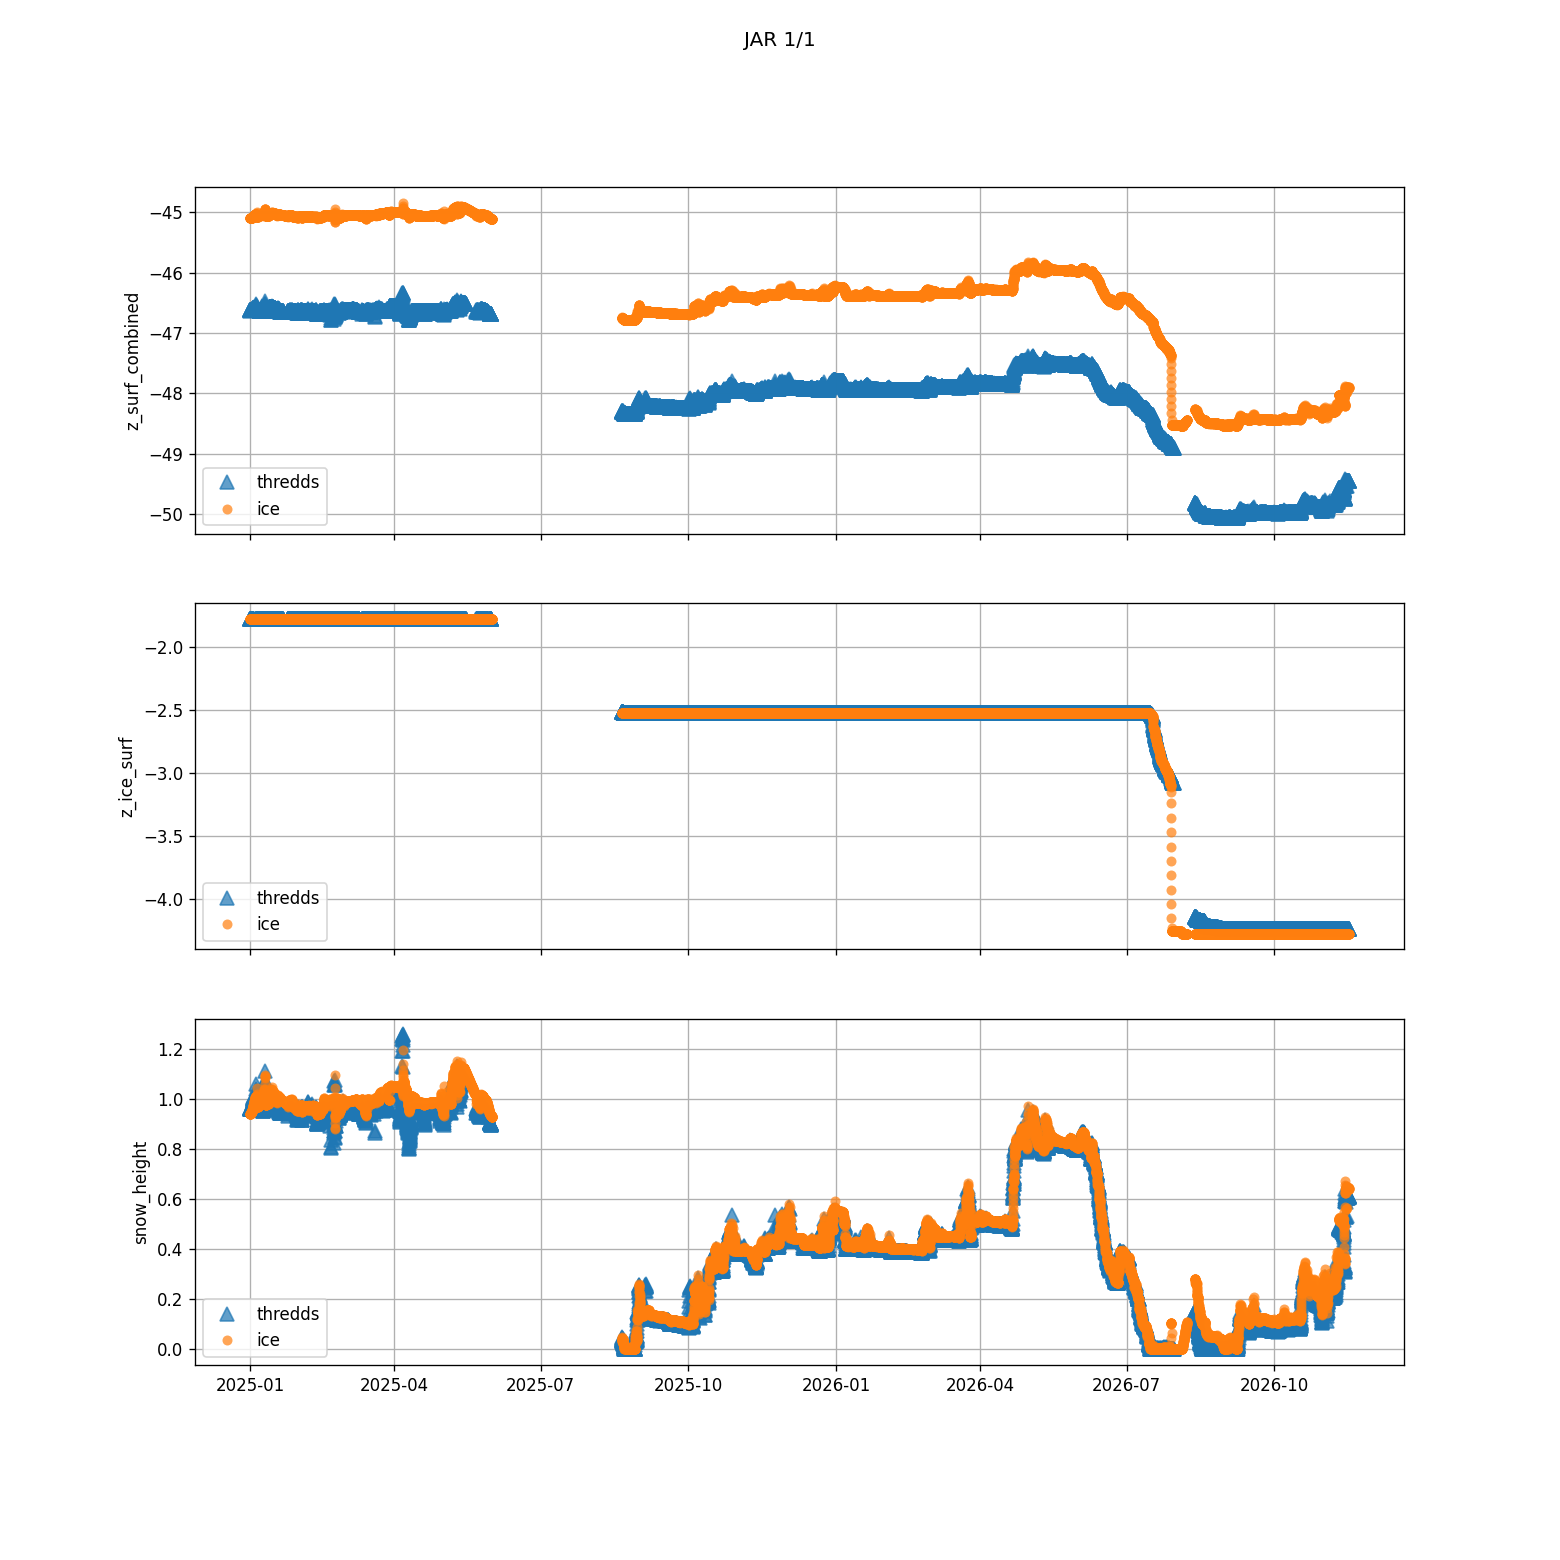 JAR 1/1
z_surf_combined
−45
−46
−47
−48
−49
−50
thredds
ice
z_ice_surf
−2.0
−2.5
−3.0
−3.5
−4.0
thredds
ice
snow_height
1.2
1.0
0.8
0.6
0.4
0.2
0.0
thredds
ice
2025-01 2025-04 2025-07 2025-10 2026-01 2026-04 2026-07 2026-10